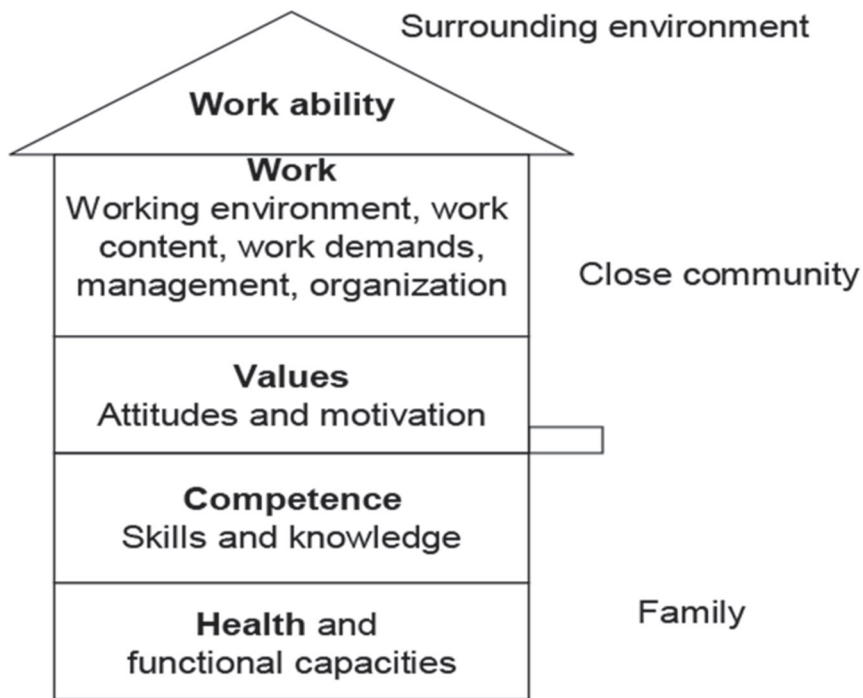 Surrounding environment
Work ability
Work
Working environment, work
content, work demands,
management, organization
Close community
Values
Attitudes and motivation
Competence
Skills and knowledge
Health and
functional capacities
Family